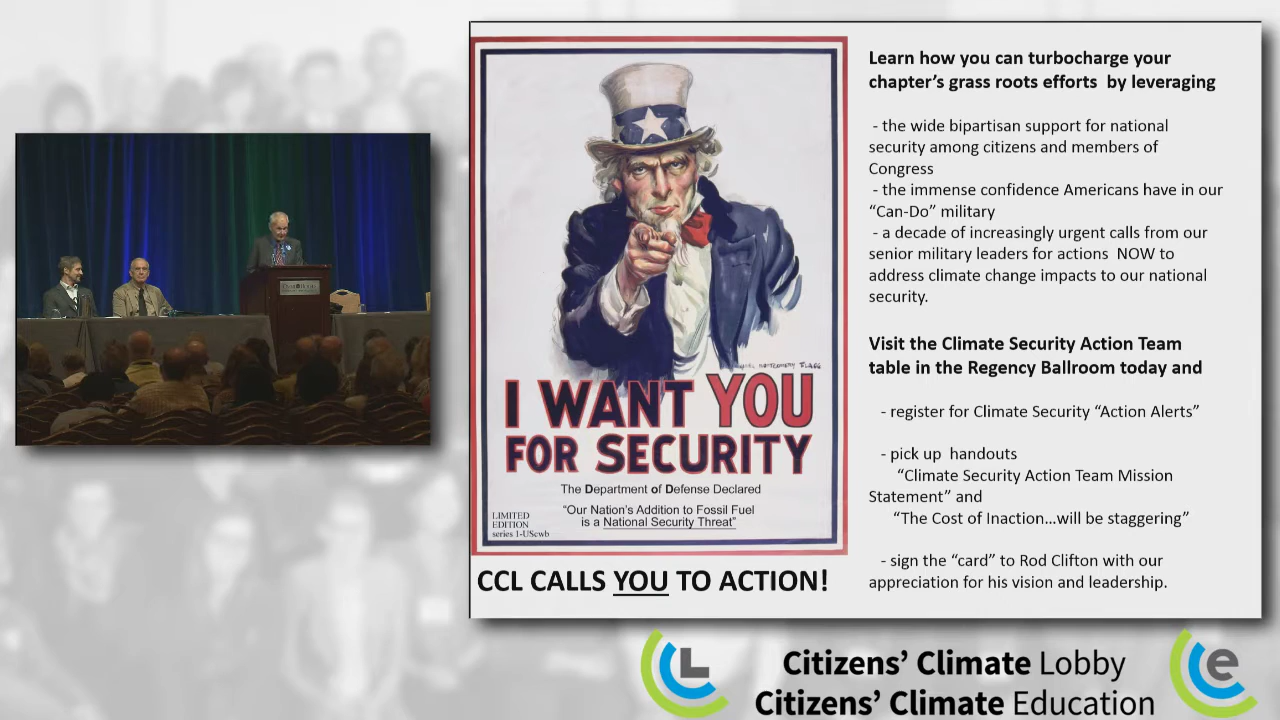 Learn how you can turbocharge your
chapter's grass roots efforts by leveraging
- the wide bipartisan support for national
security among citizens and members of
Congress
- the immense confidence Americans have in our
“Can-Do” military
- a decade of increasingly urgent calls from our
senior military leaders for actions NOW to
address climate change impacts to our national
security.
Visit the Climate Security Action Team
table in the Regency Ballroom today and
- register for Climate Security “Action Alerts”
- pick up handouts
“Climate Security Action Team Mission
Statement” and
“The Cost of Inaction...will be staggering”
- sign the “card” to Rod Clifton with our
appreciation for his vision and leadership.
MONTGOMERY FLAGG
I WANT YOU
FOR SECURITY
The Department of Defense Declared
“Our Nation's Addition to Fossil Fuel
is a National Security Threat”
LIMITED
EDITION
series 1-UScwb
CCL CALLS YOU TO ACTION!
L
Citizens' Climate Lobby
Citizens' Climate Education
e